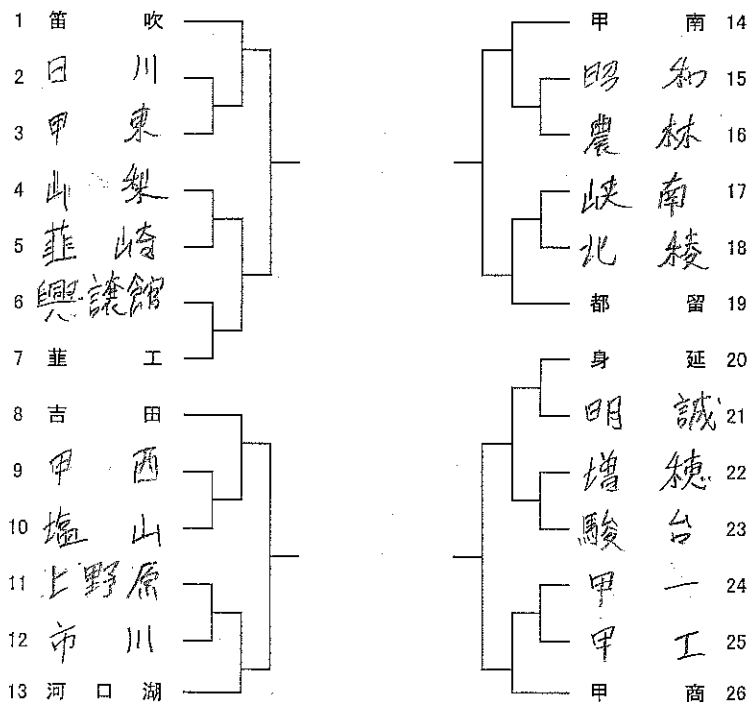 1 笛吹
2 日川
3 甲東
4 山梨
5 韮崎
6 興譲館
7 韮工
8 吉田
9 甲西
10 塩山
11 上野原
12 市川
13 河口湖
甲南 14
昭和 15
農林 16
峡南 17
北稜 18
都留 19
身延 20
明誠 21
増穂 22
駿台 23
甲一 24
甲工 25
甲商 26